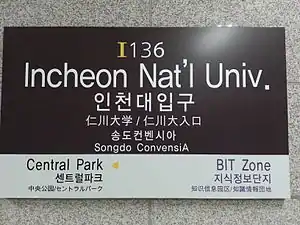 I136
Incheon Nat'l Univ.
인천대입구
仁川大学 / 仁川大入口
송도컨벤시아
Songdo ConvensiA
Central Park
센트럴파크
中央公园/セントラルパーク
BIT Zone
지식정보단지
知识信息园区/知識情報団地